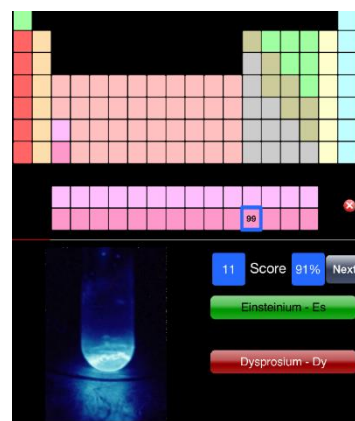 99
11 Score 91% Next
Einsteinium - Es
Dysprosium - Dy